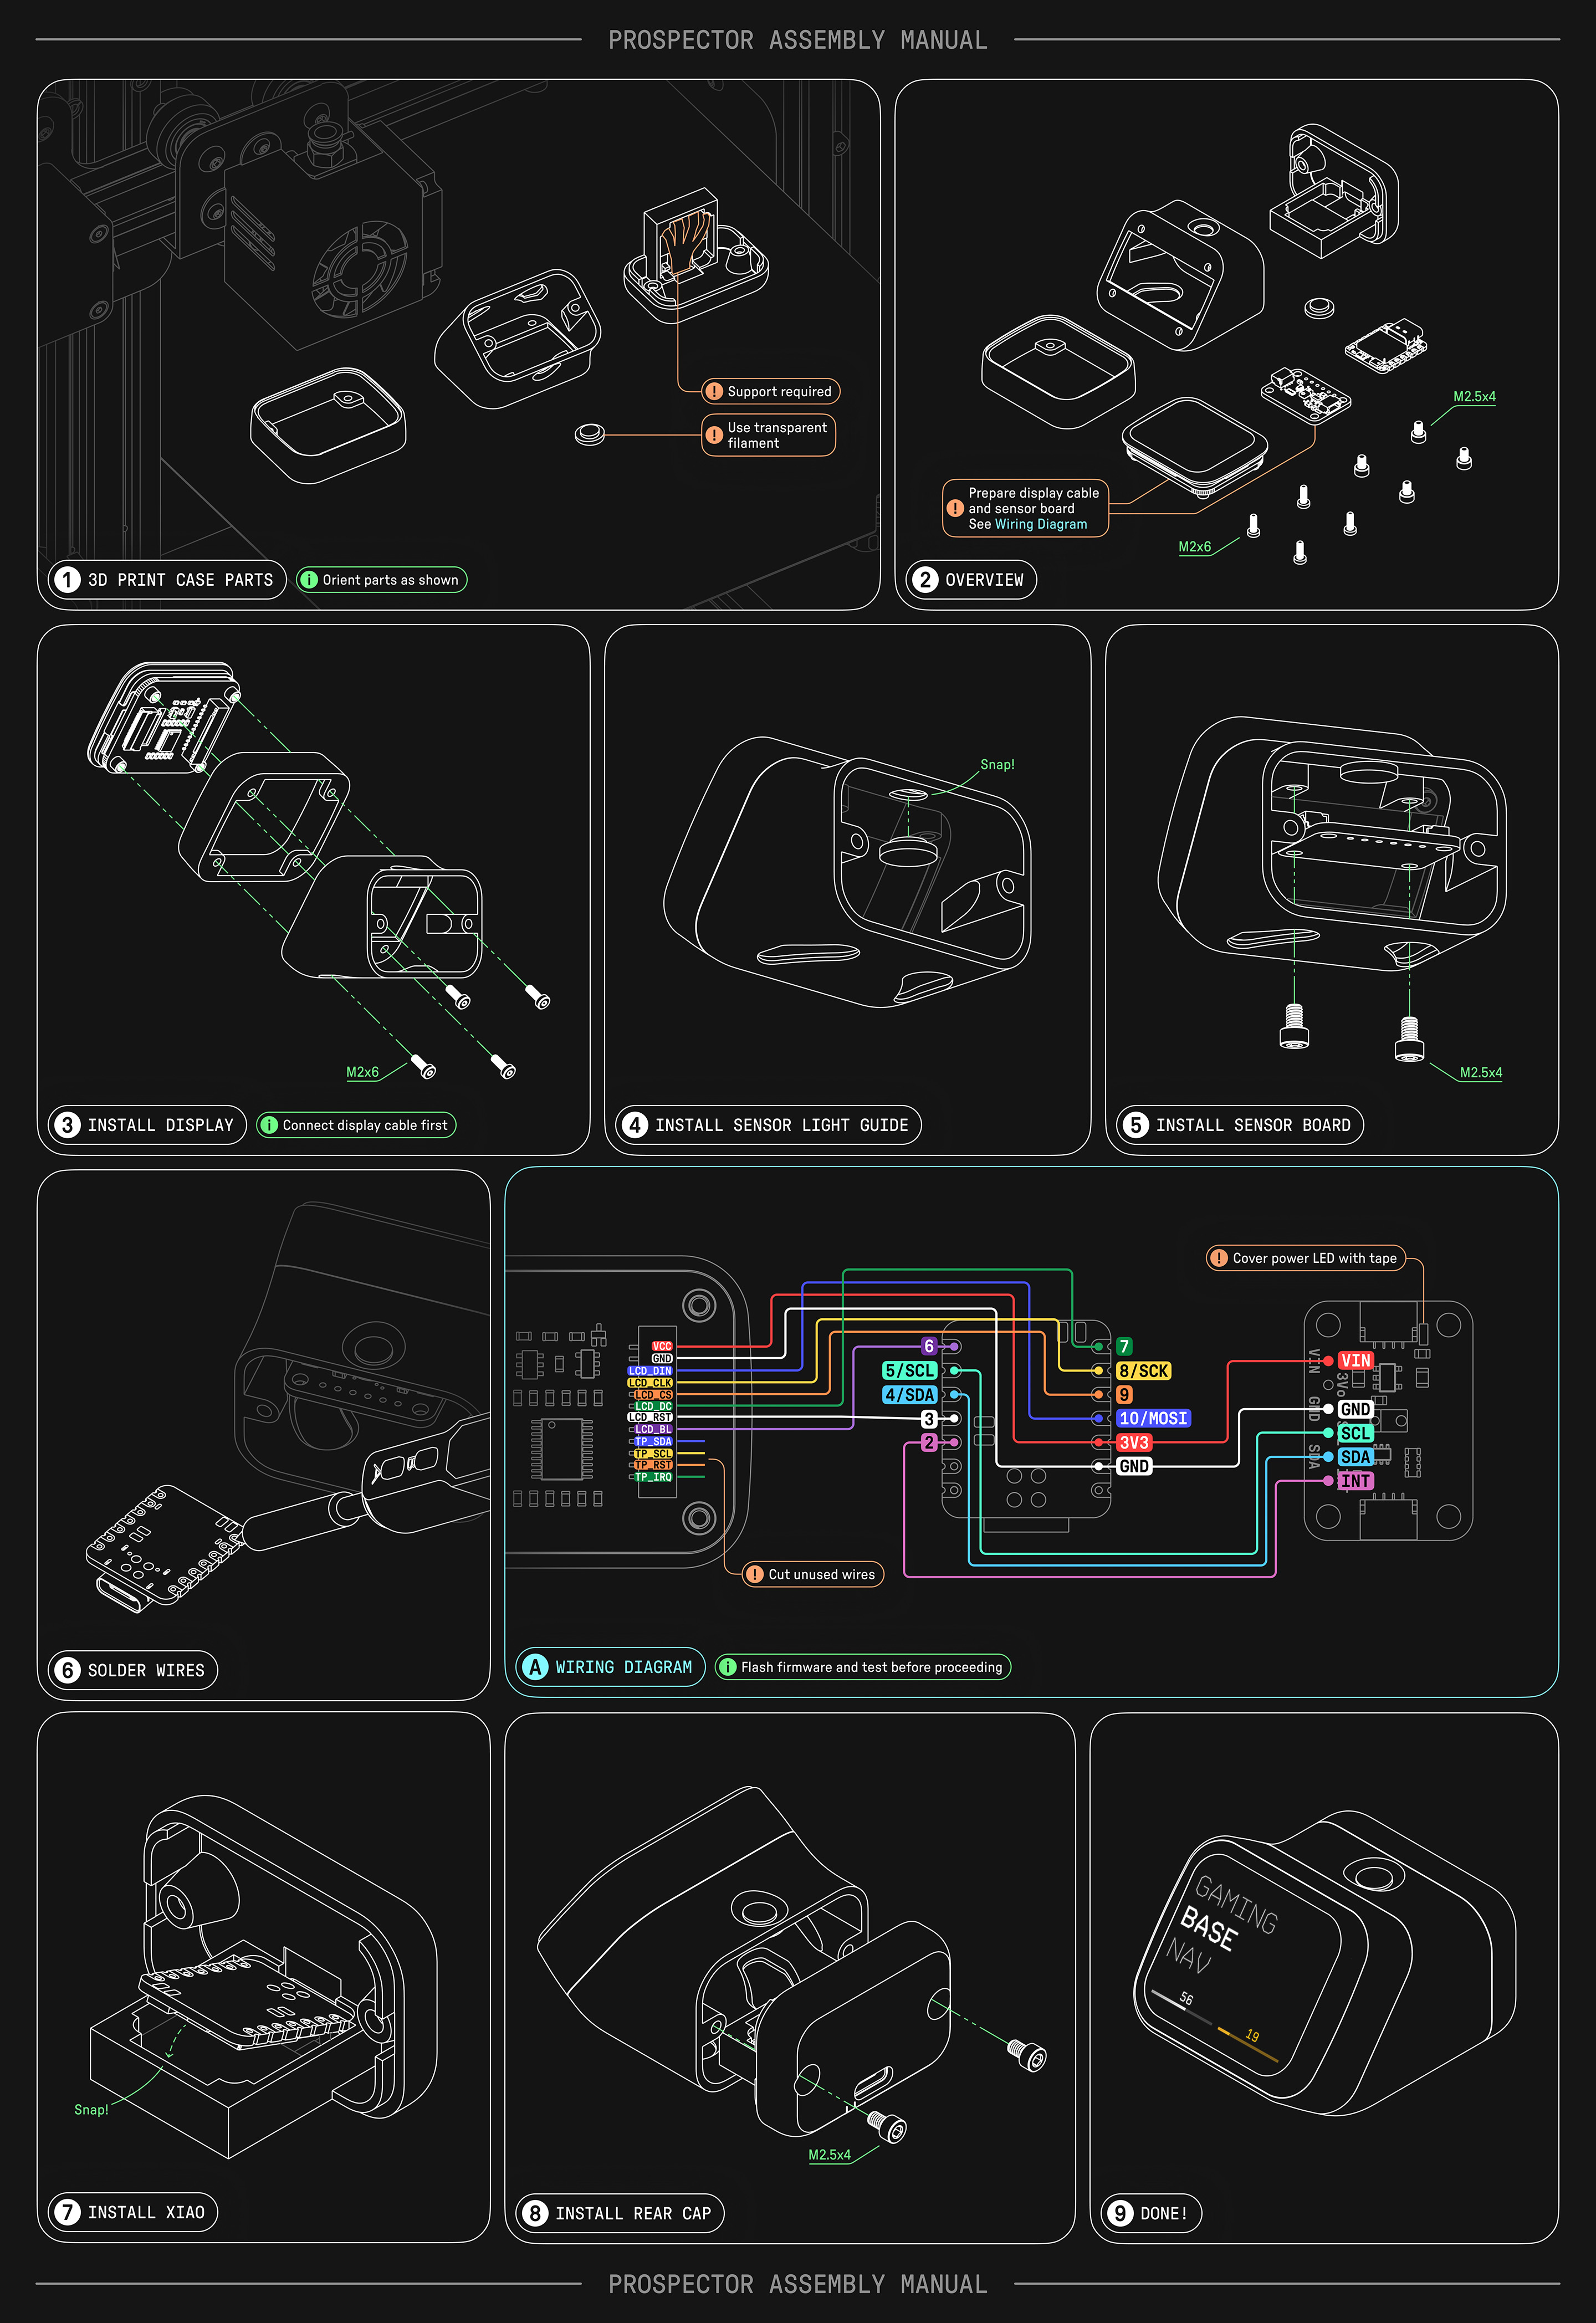 PROSPECTOR ASSEMBLY MANUAL
! Support required
! Use transparent
filament
1 3D PRINT CASE PARTS
i Orient parts as shown
M2.5x4
! Prepare display cable
and sensor board
See Wiring Diagram
M2x6
2 OVERVIEW
M2x6
3 INSTALL DISPLAY
i Connect display cable first
Snap!
4 INSTALL SENSOR LIGHT GUIDE
M2.5x4
5 INSTALL SENSOR BOARD
6 SOLDER WIRES
! Cover power LED with tape
VCC
GND
LCD_DIN
LCD_CLK
LCD_CS
LCD_DC
LCD_RST
LCD_BL
TP_SDA
TP_SCL
TP_RST
TP_IRQ
6
5/SCL
4/SDA
3
2
7
8/SCK
9
10/MOSI
3V3
GND
VIN
3Vo
GND
SDA
VIN
GND
SCL
SDA
INT
! Cut unused wires
A WIRING DIAGRAM
i Flash firmware and test before proceeding
Snap!
7 INSTALL XIAO
M2.5x4
8 INSTALL REAR CAP
GAMING
BASE
NAV
56
19
9 DONE!
PROSPECTOR ASSEMBLY MANUAL